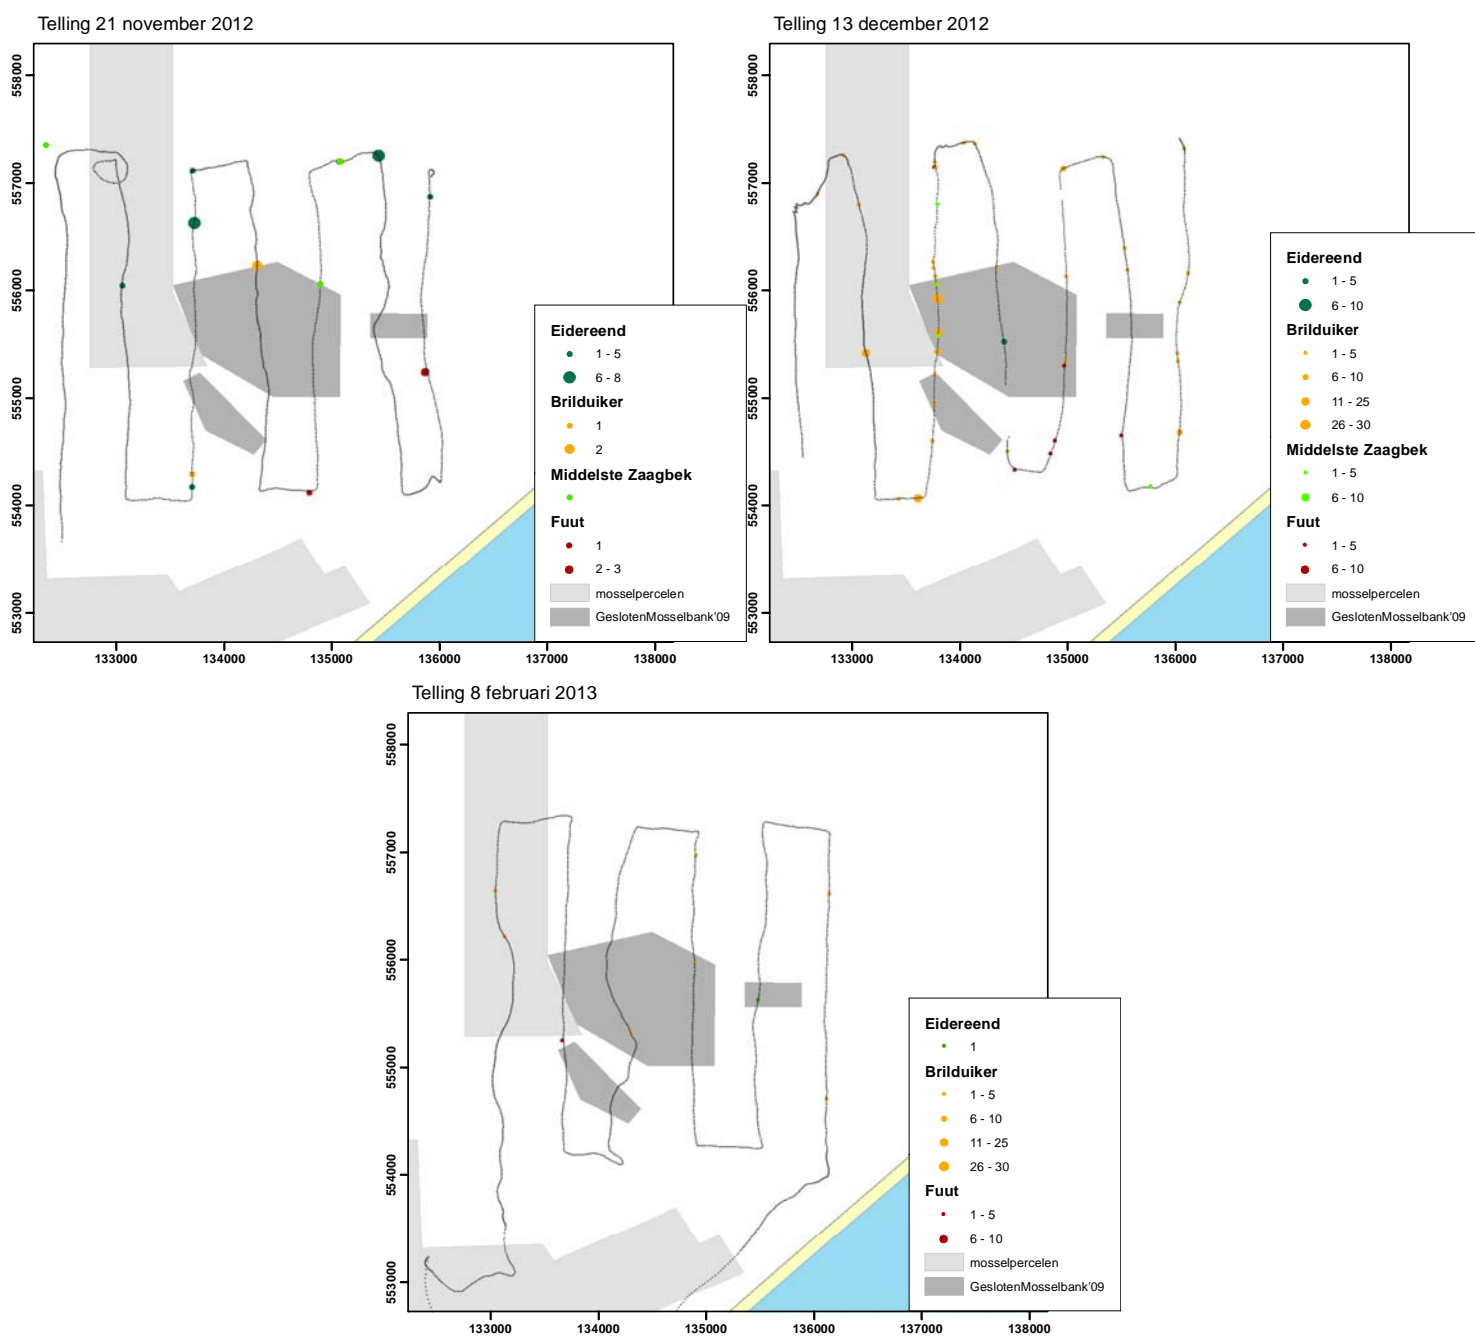 Telling 21 november 2012
558000
557000
556000
555000
554000
553000
133000 134000 135000 136000 137000 138000
Eidereend
1 - 5
6 - 8
Brilduiker
1
2
Middelste Zaagbek
Fuut
1
2 - 3
mosselpercelen
GeslotenMosselbank'09
Telling 13 december 2012
558000
557000
556000
555000
554000
553000
133000 134000 135000 136000 137000 138000
Eidereend
1 - 5
6 - 10
Brilduiker
1 - 5
6 - 10
11 - 25
26 - 30
Middelste Zaagbek
1 - 5
6 - 10
Fuut
1 - 5
6 - 10
mosselpercelen
GeslotenMosselbank'09
Telling 8 februari 2013
558000
557000
556000
555000
554000
553000
133000 134000 135000 136000 137000 138000
Eidereend
1
Brilduiker
1 - 5
6 - 10
11 - 25
26 - 30
Fuut
1 - 5
6 - 10
mosselpercelen
GeslotenMosselbank'09